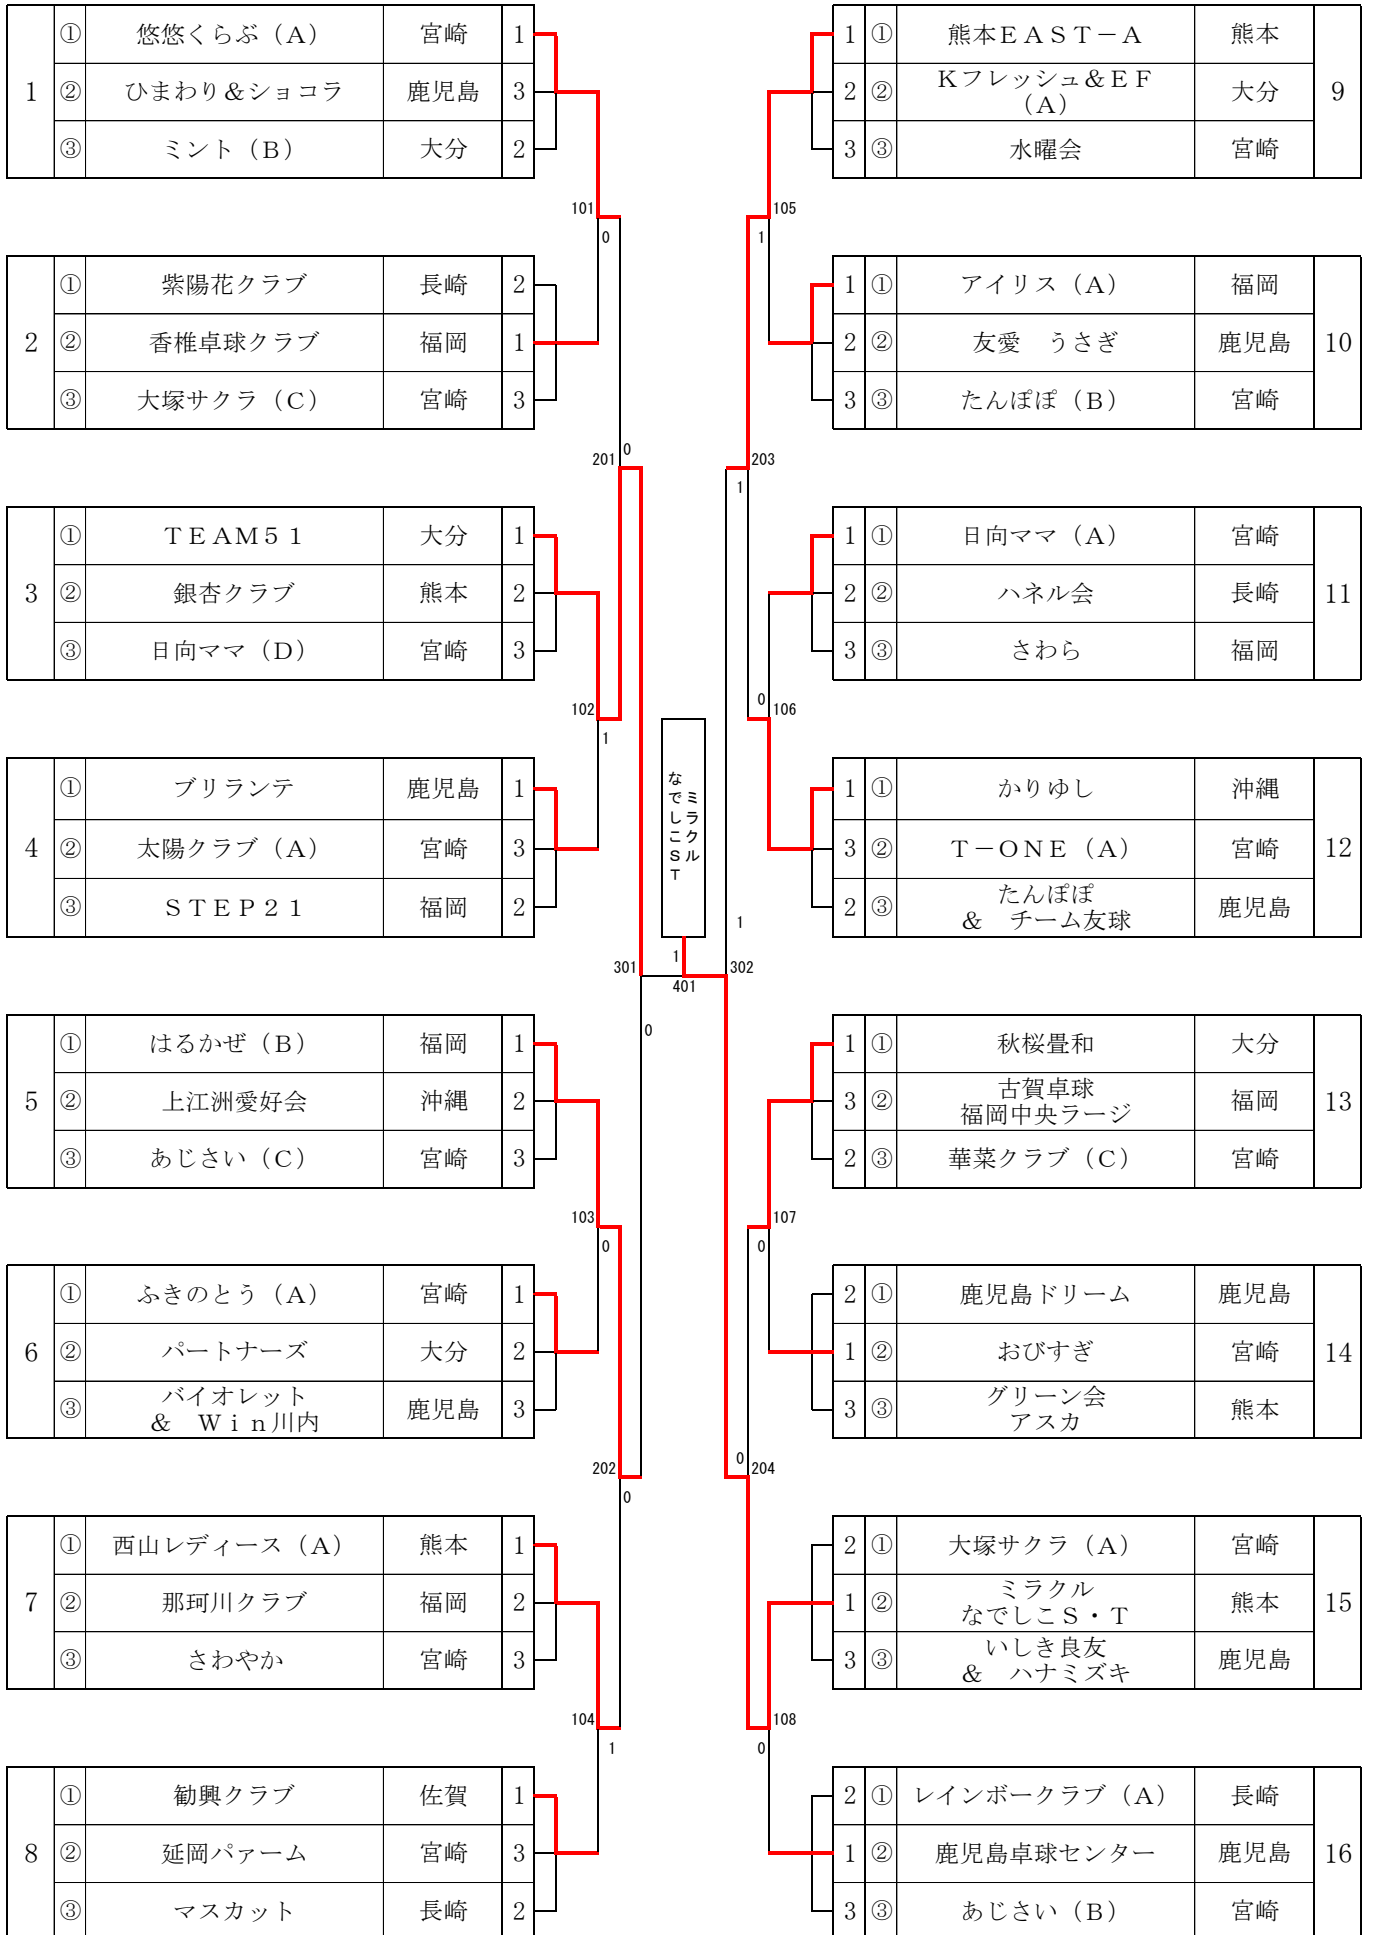 1
① 悠悠くらぶ（A） 宮崎 1
② ひまわり＆ショコラ 鹿児島 3
③ ミント（B） 大分 2
101
0
2
① 紫陽花クラブ 長崎 2
② 香椎卓球クラブ 福岡 1
③ 大塚サクラ（C） 宮崎 3
201
0
3
① ＴＥＡＭ５１ 大分 1
② 銀杏クラブ 熊本 2
③ 日向ママ（D） 宮崎 3
102
1
4
① ブリランテ 鹿児島 1
② 太陽クラブ（A） 宮崎 3
③ ＳＴＥＰ２１ 福岡 2
301
0
5
① はるかぜ（B） 福岡 1
② 上江洲愛好会 沖縄 2
③ あじさい（C） 宮崎 3
103
0
6
① ふきのとう（A） 宮崎 1
② パートナーズ 大分 2
③ バイオレット
＆　Ｗｉｎ川内 鹿児島 3
202
0
7
① 西山レディース（A） 熊本 1
② 那珂川クラブ 福岡 2
③ さわやか 宮崎 3
104
1
8
① 勧興クラブ 佐賀 1
② 延岡パァーム 宮崎 3
③ マスカット 長崎 2
ミラクル
なでしこＳＴ
1
401
1 ① 熊本ＥＡＳＴ－Ａ 熊本
2 ② Ｋフレッシュ＆ＥＦ
（A） 大分
3 ③ 水曜会 宮崎
9
105
1
1 ① アイリス（A） 福岡
2 ② 友愛　うさぎ 鹿児島
3 ③ たんぽぽ（B） 宮崎
10
203
1
1 ① 日向ママ（A） 宮崎
2 ② ハネル会 長崎
3 ③ さわら 福岡
11
0
106
1 ① かりゆし 沖縄
3 ② Ｔ－ＯＮＥ（A） 宮崎
2 ③ たんぽぽ
＆　チーム友球 鹿児島
12
1
302
1 ① 秋桜畳和 大分
3 ② 古賀卓球
福岡中央ラージ 福岡
2 ③ 華菜クラブ（C） 宮崎
13
107
0
2 ① 鹿児島ドリーム 鹿児島
1 ② おびすぎ 宮崎
3 ③ グリーン会
アスカ 熊本
14
0
204
2 ① 大塚サクラ（A） 宮崎
1 ② ミラクル
なでしこＳ・Ｔ 熊本
3 ③ いしき良友
＆　ハナミズキ 鹿児島
15
108
0
2 ① レインボークラブ（A） 長崎
1 ② 鹿児島卓球センター 鹿児島
3 ③ あじさい（B） 宮崎
16